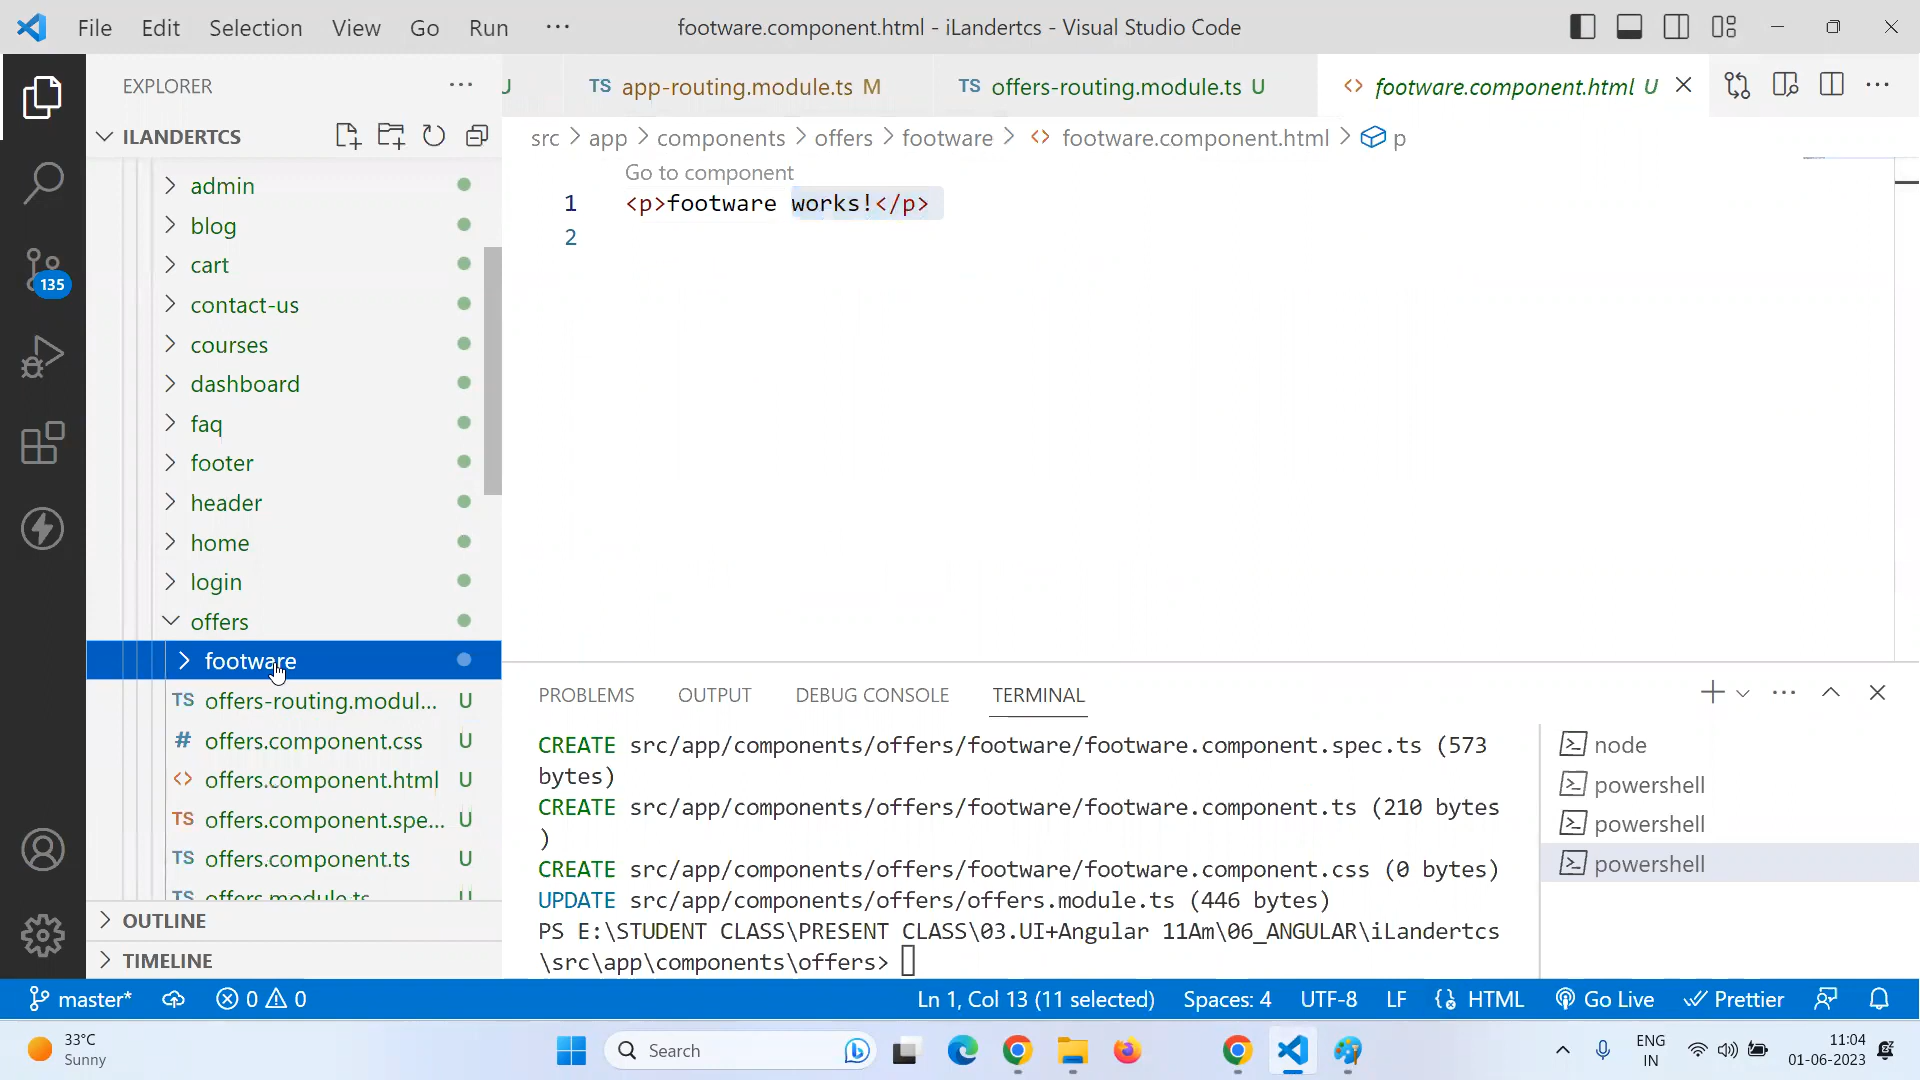 File Edit Selection View Go Run ···
footware.component.html - iLandertcs - Visual Studio Code
EXPLORER
U
TS app-routing.module.ts M
TS offers-routing.module.ts U
<> footware.component.html U
ILANDERTCS
src > app > components > offers > footware > <> footware.component.html > p
Go to component
1 <p>footware works!</p>
2
admin
blog
cart
contact-us
courses
dashboard
faq
footer
header
home
login
offers
footware
TS offers-routing.modul... U
# offers.component.css U
<> offers.component.html U
TS offers.component.spe... U
TS offers.component.ts U
TS offers.module.ts U
OUTLINE
TIMELINE
135
PROBLEMS OUTPUT DEBUG CONSOLE TERMINAL
CREATE src/app/components/offers/footware/footware.component.spec.ts (573
bytes)
CREATE src/app/components/offers/footware/footware.component.ts (210 bytes
)
CREATE src/app/components/offers/footware/footware.component.css (0 bytes)
UPDATE src/app/components/offers/offers.module.ts (446 bytes)
PS E:\STUDENT CLASS\PRESENT CLASS\03.UI+Angular 11Am\06_ANGULAR\iLandertcs
\src\app\components\offers>
node
powershell
powershell
powershell
master* 0 0 Ln 1, Col 13 (11 selected) Spaces: 4 UTF-8 LF HTML Go Live Prettier
33°C
Sunny
Search
ENG
IN
11:04
01-06-2023